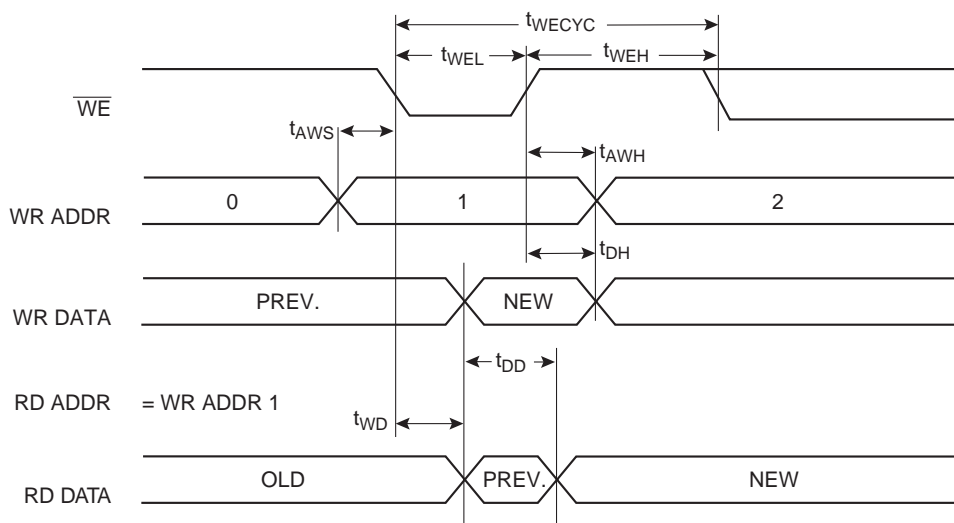 tWECYC
tWEL
tWEH
WE
tAWS
tAWH
WR ADDR
0
1
2
tDH
WR DATA
PREV.
NEW
tDD
RD ADDR = WR ADDR 1
tWD
RD DATA
OLD
PREV.
NEW